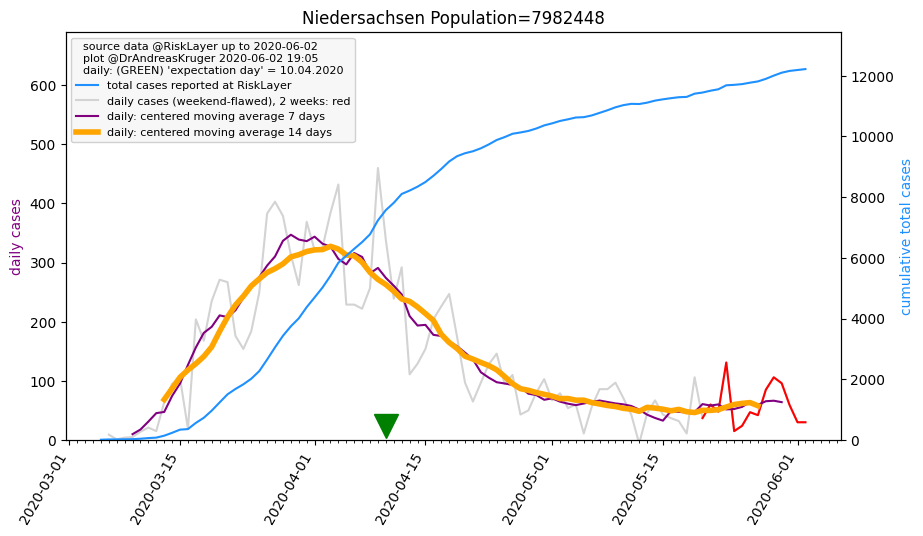 Niedersachsen Population=7982448
source data @RiskLayer up to 2020-06-02
plot @DrAndreasKruger 2020-06-02 19:05
daily: (GREEN) 'expectation day' = 10.04.2020
total cases reported at RiskLayer
daily cases (weekend-flawed), 2 weeks: red
daily: centered moving average 7 days
daily: centered moving average 14 days
daily cases
600
500
400
300
200
100
0
cumulative total cases
12000
10000
8000
6000
4000
2000
0
2020-03-01
2020-03-15
2020-04-01
2020-04-15
2020-05-01
2020-05-15
2020-06-01